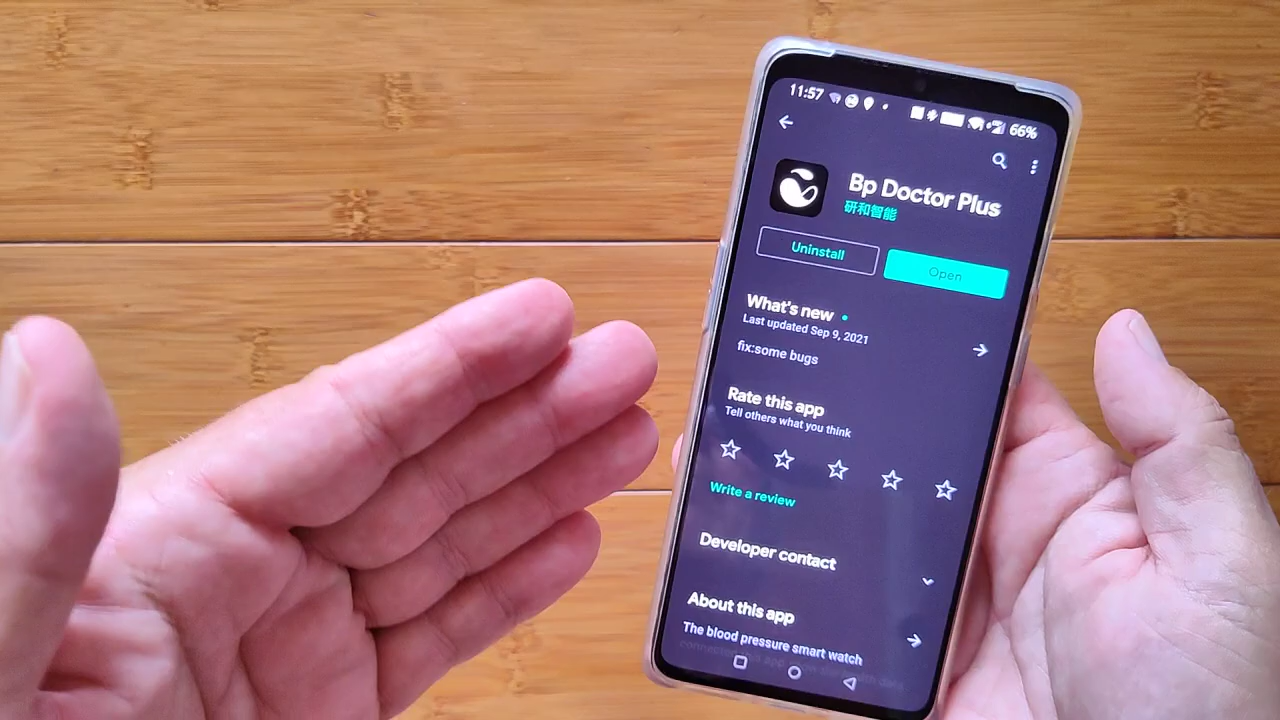 11:57
66%
Bp Doctor Plus
研和智能
Uninstall
Open
What's new
Last updated Sep 9, 2021
fix:some bugs
Rate this app
Tell others what you think
Write a review
Developer contact
About this app
The blood pressure smart watch